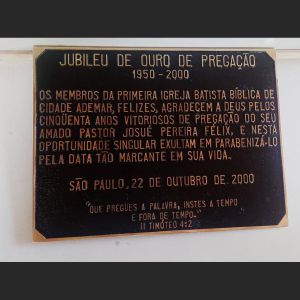 JUBILEU DE OURO DE PREGAÇÃO
1950 - 2000
OS MEMBROS DA PRIMEIRA IGREJA BATISTA BÍBLICA DE
CIDADE ADEMAR, FELIZES, AGRADECEM A DEUS PELOS
CINQÜENTA ANOS VITORIOSOS DE PREGAÇÃO DO SEU
AMADO PASTOR JOSUÉ PEREIRA FÉLIX, E NESTA
OPORTUNIDADE SINGULAR EXULTAM EM PARABENIZÁ-LO
PELA DATA TÃO MARCANTE EM SUA VIDA.
SÃO PAULO, 22 DE OUTUBRO DE 2000
"QUE PREGUES A PALAVRA, INSTES A TEMPO
E FORA DE TEMPO."
II TIMÓTEO 4:2